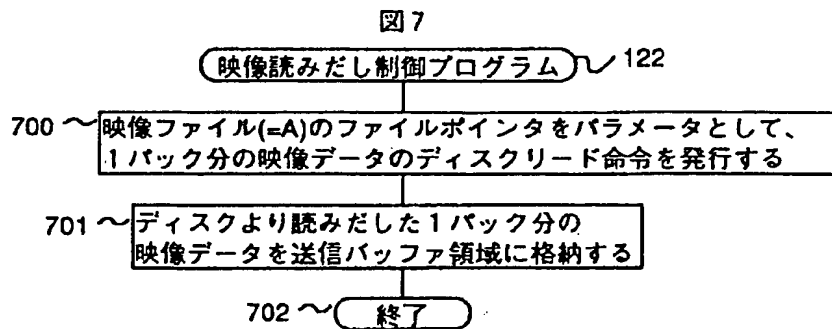 図7
映像読みだし制御プログラム 122
700 映像ファイル(=A)のファイルポインタをパラメータとして、
1パック分の映像データのディスクリード命令を発行する
701 ディスクより読みだした1パック分の
映像データを送信バッファ領域に格納する
702 終了